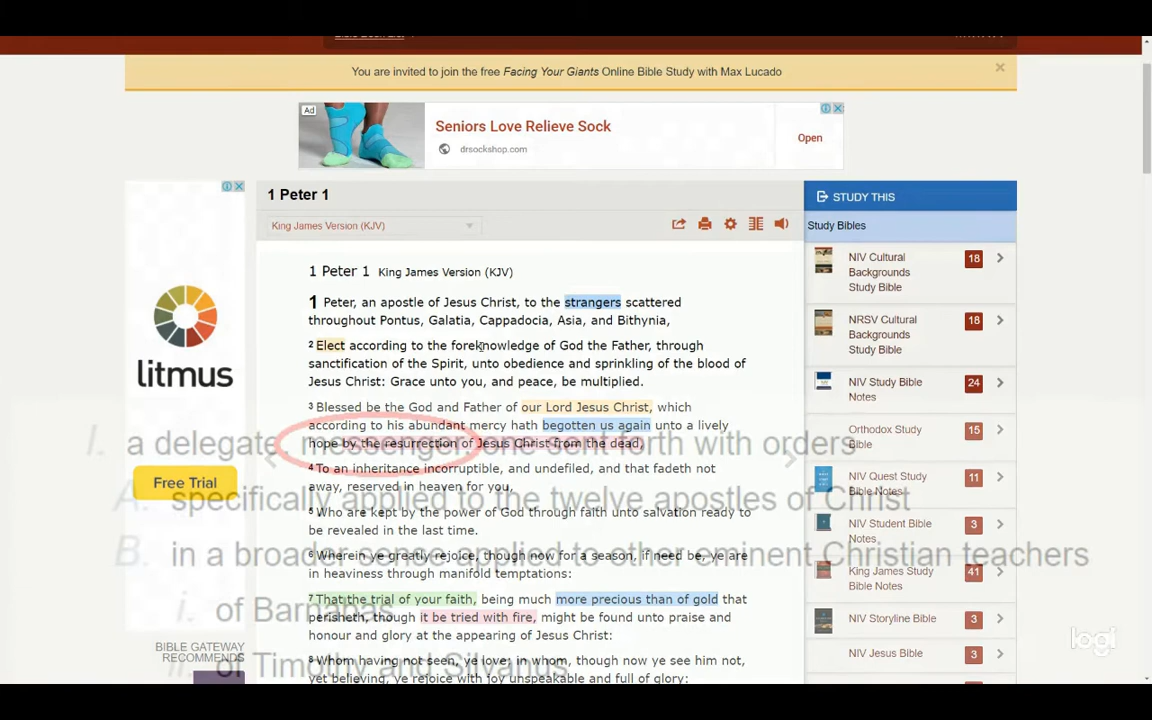 You are invited to join the free Facing Your Giants Online Bible Study with Max Lucado
Ad
Seniors Love Relieve Sock
drsockshop.com
Open
1 Peter 1
King James Version (KJV)
1 Peter 1 King James Version (KJV)
1 Peter, an apostle of Jesus Christ, to the strangers scattered
throughout Pontus, Galatia, Cappadocia, Asia, and Bithynia,
2 Elect according to the foreknowledge of God the Father, through
sanctification of the Spirit, unto obedience and sprinkling of the blood of
Jesus Christ: Grace unto you, and peace, be multiplied.
3 Blessed be the God and Father of our Lord Jesus Christ, which
according to his abundant mercy hath begotten us again unto a lively
hope by the resurrection of Jesus Christ from the dead,
4 To an inheritance incorruptible, and undefiled, and that fadeth not
away, reserved in heaven for you,
5 Who are kept by the power of God through faith unto salvation ready to
be revealed in the last time.
6 Wherein ye greatly rejoice, though now for a season, if need be, ye are
in heaviness through manifold temptations:
7 That the trial of your faith, being much more precious than of gold that
perisheth, though it be tried with fire, might be found unto praise and
honour and glory at the appearing of Jesus Christ:
8 Whom having not seen, ye love; in whom, though now ye see him not,
yet believing, ye rejoice with joy unspeakable and full of glory:
I. a delegate, messenger, one sent forth with orders
A. specifically applied to the twelve apostles of Christ
B. in a broader sense applied to other eminent Christian teachers
i. of Barnabas
ii. of Timothy and Silvanus
litmus
Free Trial
BIBLE GATEWAY
RECOMMENDS
STUDY THIS
Study Bibles
NIV Cultural
Backgrounds
Study Bible
18
NRSV Cultural
Backgrounds
Study Bible
18
NIV Study Bible
Notes
24
Orthodox Study
Bible
15
NIV Quest Study
Bible Notes
11
NIV Student Bible
Notes
3
King James Study
Bible Notes
41
NIV Storyline Bible
3
NIV Jesus Bible
3
logi